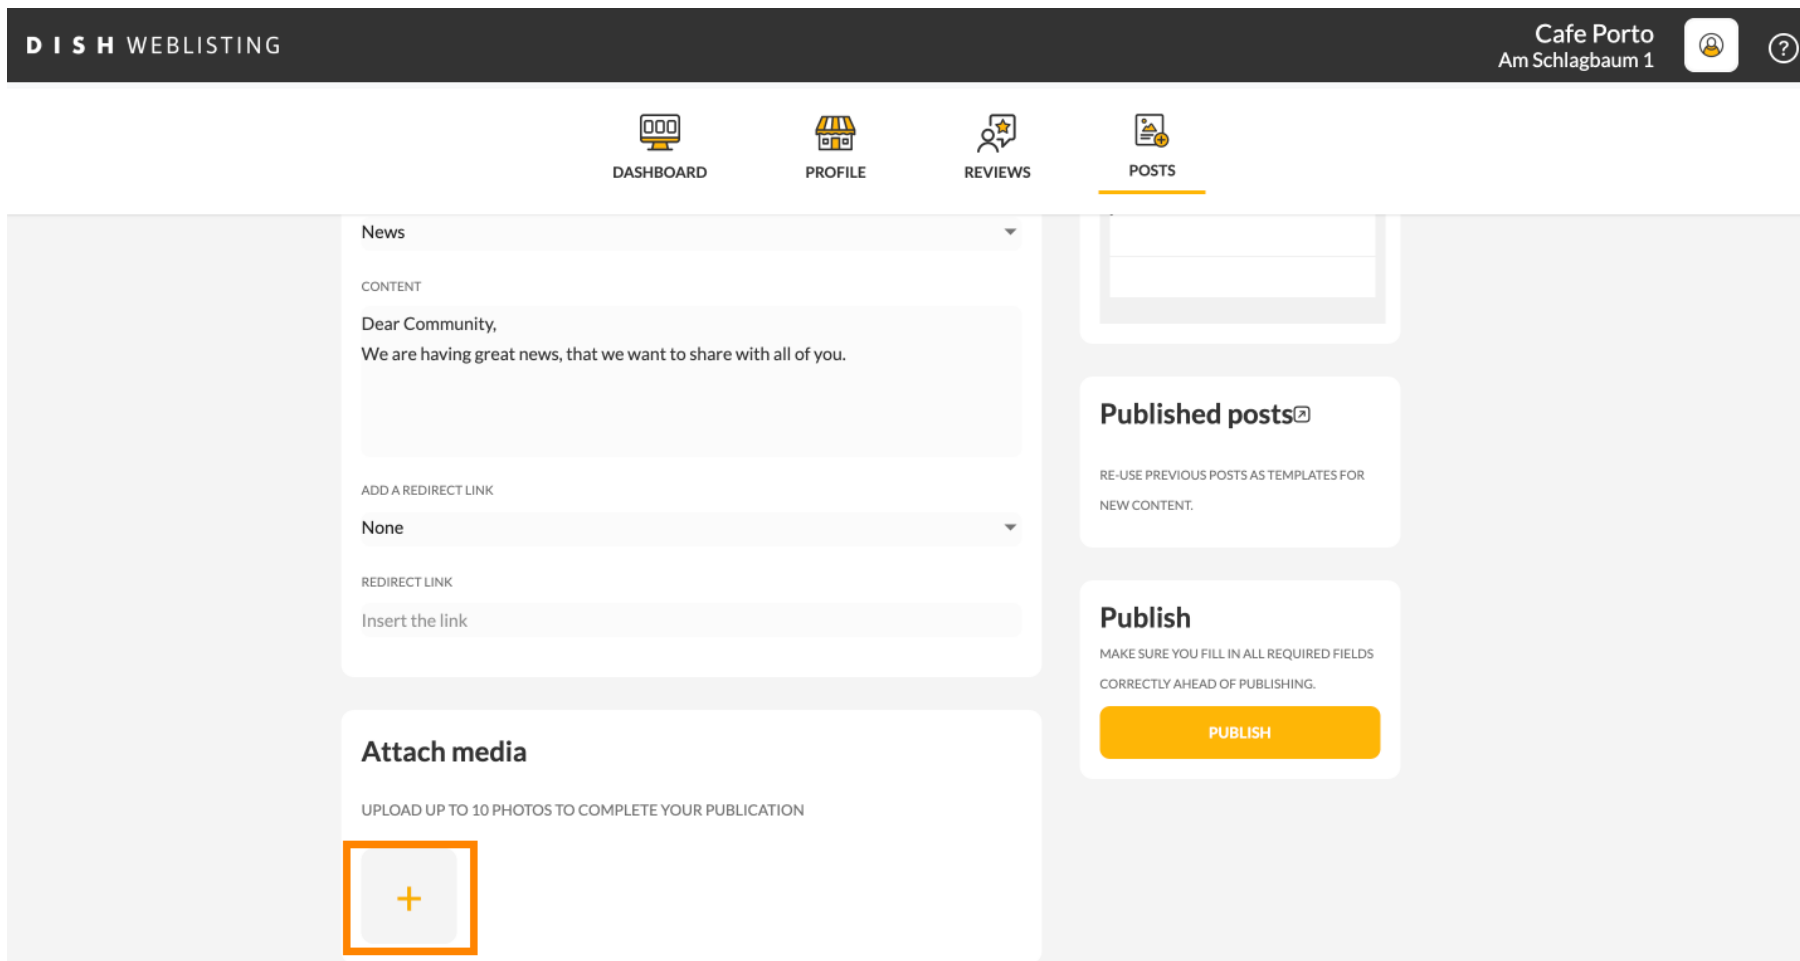 DISH WEBLISTING
Cafe Porto
Am Schlagbaum 1
DASHBOARD
PROFILE
REVIEWS
POSTS
News
CONTENT
Dear Community,
We are having great news, that we want to share with all of you.
ADD A REDIRECT LINK
None
REDIRECT LINK
Insert the link
Attach media
UPLOAD UP TO 10 PHOTOS TO COMPLETE YOUR PUBLICATION
Published posts
RE-USE PREVIOUS POSTS AS TEMPLATES FOR
NEW CONTENT.
Publish
MAKE SURE YOU FILL IN ALL REQUIRED FIELDS
CORRECTLY AHEAD OF PUBLISHING.
PUBLISH